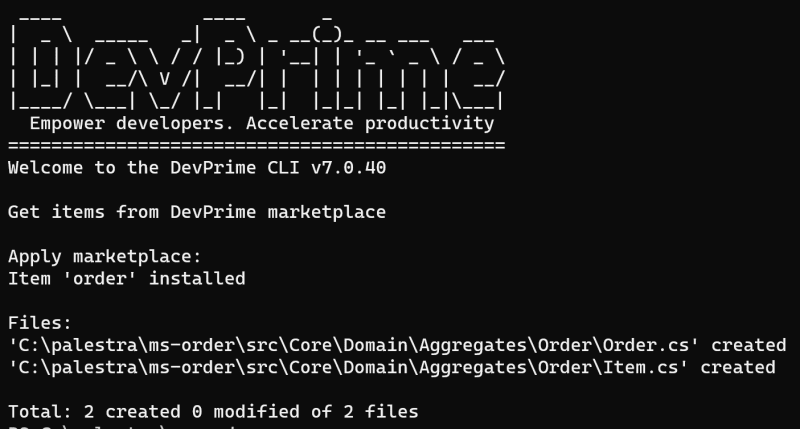 DevPrime
Empower developers. Accelerate productivity
==============================================
Welcome to the DevPrime CLI v7.0.40
Get items from DevPrime marketplace
Apply marketplace:
Item 'order' installed
Files:
'C:\palestra\ms-order\src\Core\Domain\Aggregates\Order\Order.cs' created
'C:\palestra\ms-order\src\Core\Domain\Aggregates\Order\Item.cs' created
Total: 2 created 0 modified of 2 files